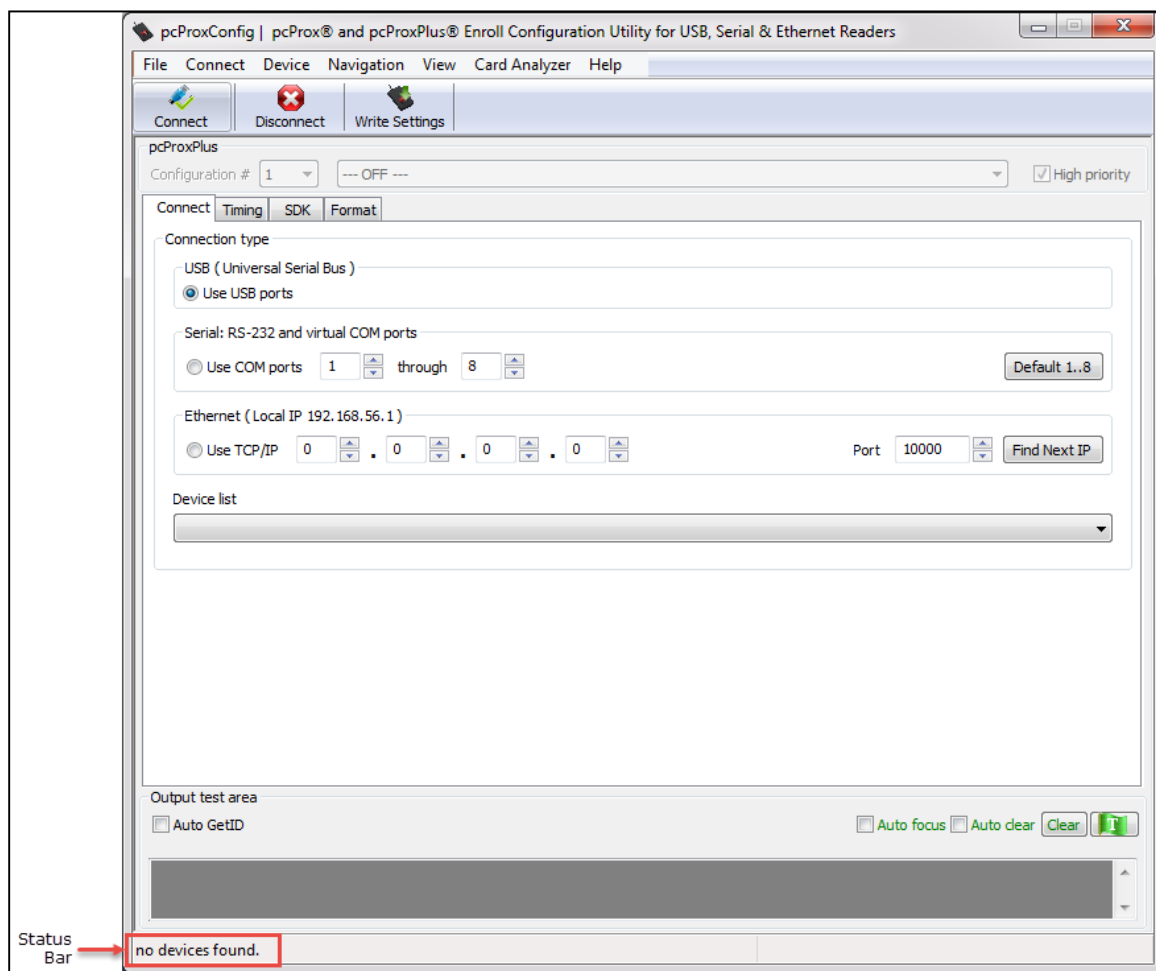 pcProxConfig | pcProx® and pcProxPlus® Enroll Configuration Utility for USB, Serial & Ethernet Readers
File Connect Device Navigation View Card Analyzer Help
Connect Disconnect Write Settings
pcProxPlus
Configuration # 1 --- OFF --- High priority
Connect Timing SDK Format
Connection type
USB ( Universal Serial Bus )
Use USB ports
Serial: RS-232 and virtual COM ports
Use COM ports 1 through 8 Default 1..8
Ethernet ( Local IP 192.168.56.1 )
Use TCP/IP 0 . 0 . 0 . 0 Port 10000 Find Next IP
Device list
Output test area
Auto GetID Auto focus Auto clear Clear T
Status
Bar
no devices found.